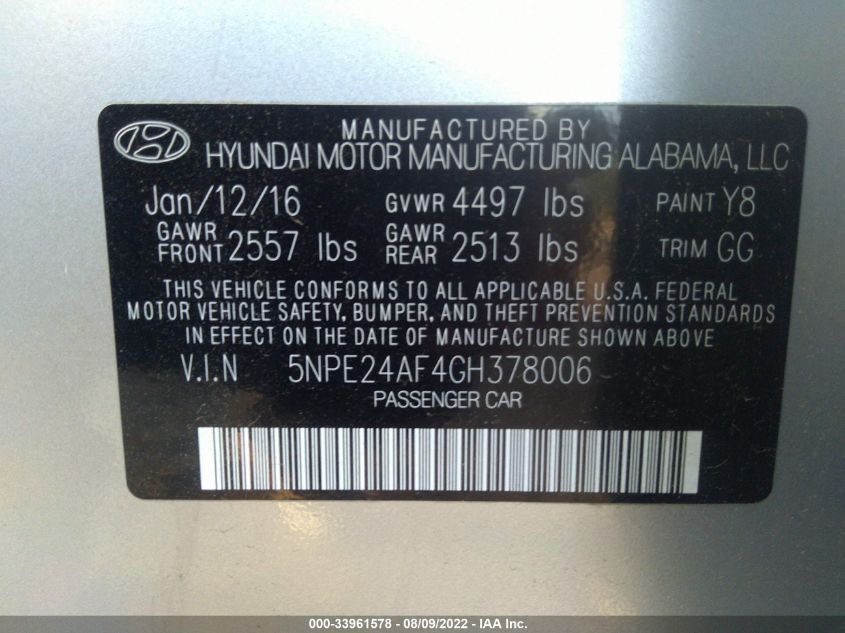 MANUFACTURED BY
HYUNDAI MOTOR MANUFACTURING ALABAMA, LLC
Jan/12/16 GVWR 4497 lbs PAINT Y8
GAWR FRONT 2557 lbs GAWR REAR 2513 lbs TRIM GG
THIS VEHICLE CONFORMS TO ALL APPLICABLE U.S.A. FEDERAL
MOTOR VEHICLE SAFETY, BUMPER, AND THEFT PREVENTION STANDARDS
IN EFFECT ON THE DATE OF MANUFACTURE SHOWN ABOVE
V.I.N 5NPE24AF4GH378006
PASSENGER CAR
000-33961578 - 08/09/2022 - IAA Inc.